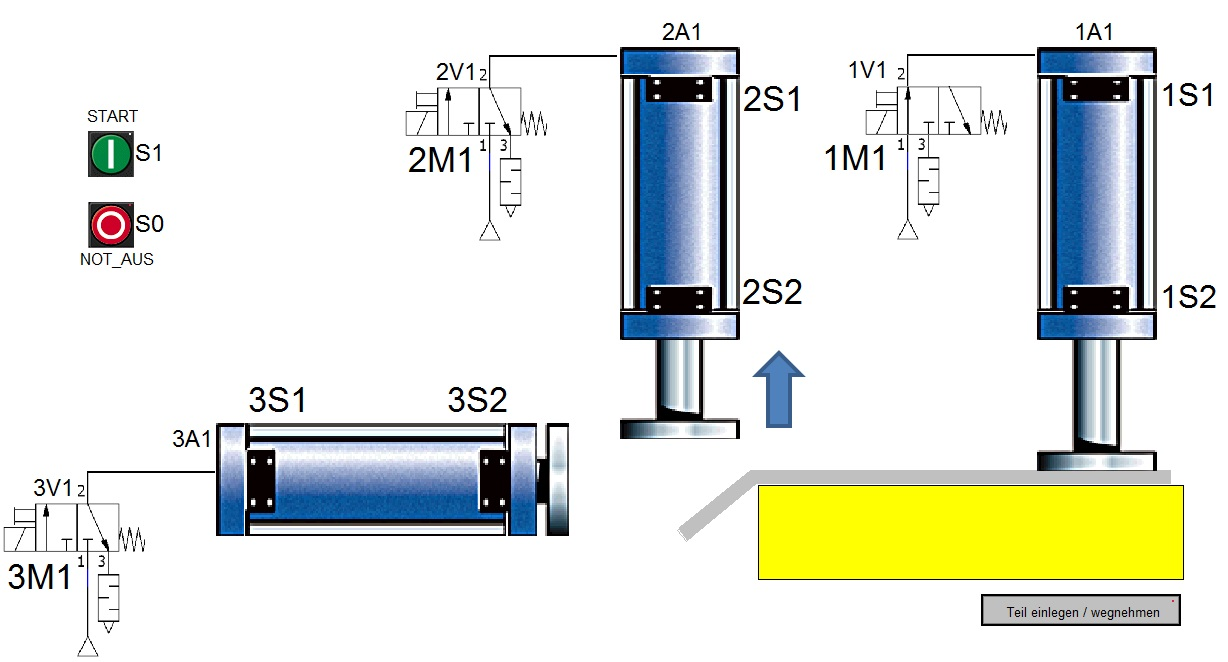 START
S1
S0
NOT_AUS
2A1
2V1 2
2M1
1 3
2S1
2S2
1A1
1V1 2
1M1
1 3
1S1
1S2
3S1 3S2
3A1
3V1 2
3M1
1 3
Teil einlegen / wegnehmen